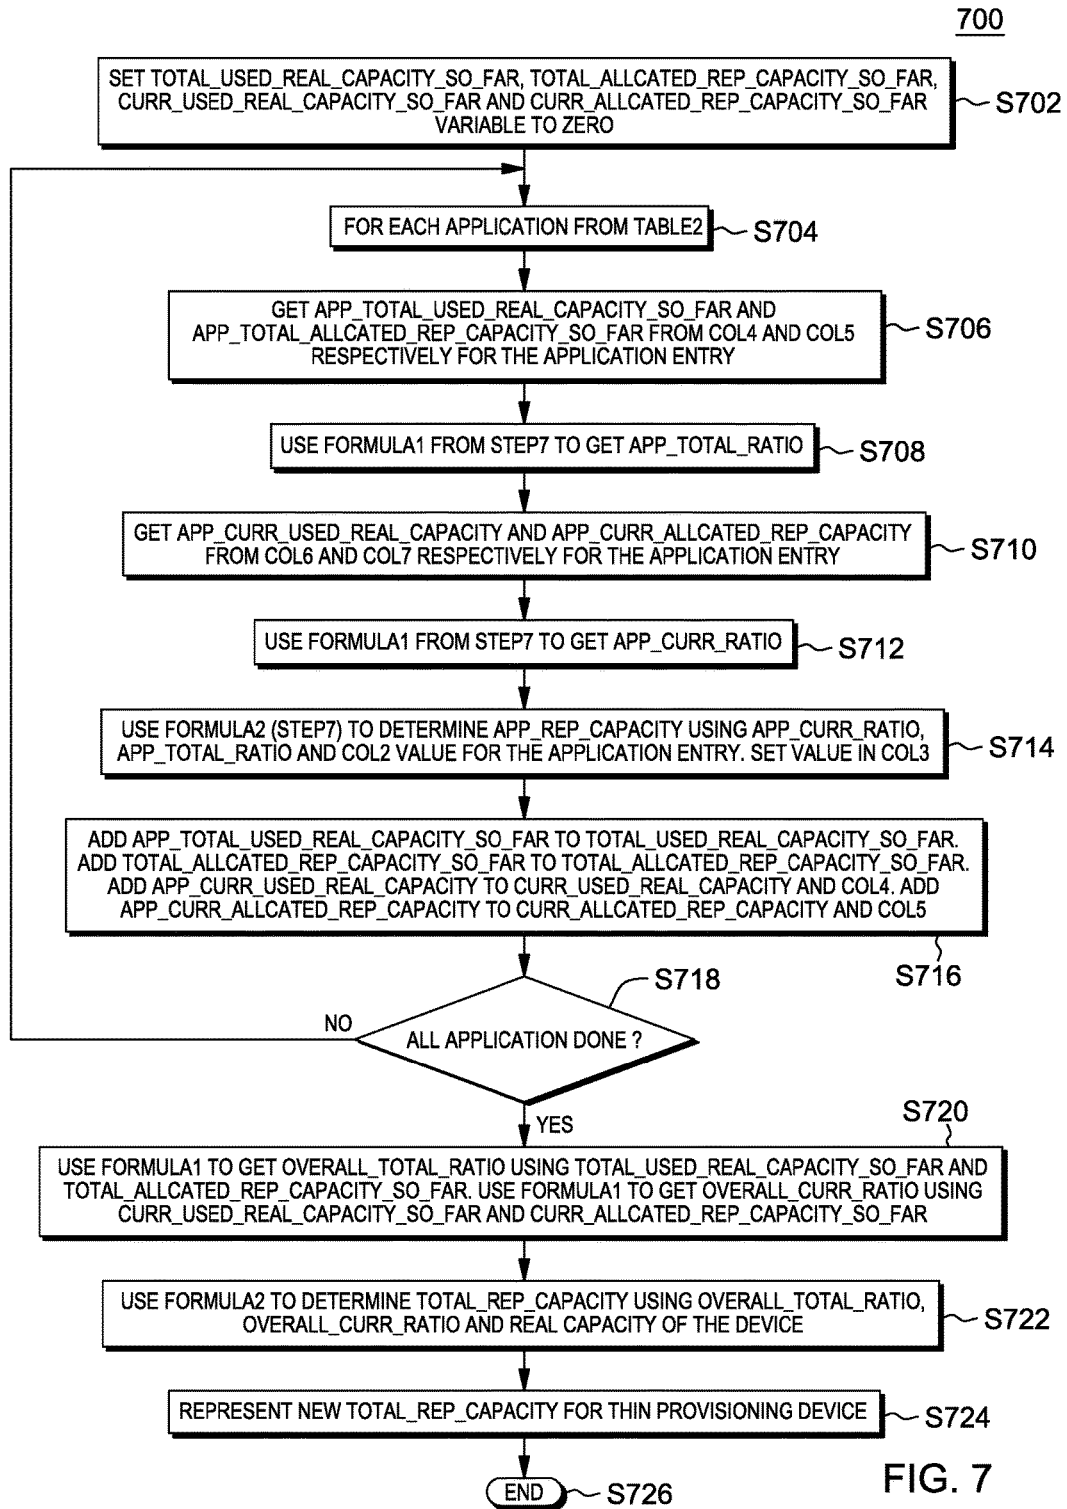 700
SET TOTAL_USED_REAL_CAPACITY_SO_FAR, TOTAL_ALLCATED_REP_CAPACITY_SO_FAR,
CURR_USED_REAL_CAPACITY_SO_FAR AND CURR_ALLCATED_REP_CAPACITY_SO_FAR
VARIABLE TO ZERO
S702
FOR EACH APPLICATION FROM TABLE2
S704
GET APP_TOTAL_USED_REAL_CAPACITY_SO_FAR AND
APP_TOTAL_ALLCATED_REP_CAPACITY_SO_FAR FROM COL4 AND COL5
RESPECTIVELY FOR THE APPLICATION ENTRY
S706
USE FORMULA1 FROM STEP7 TO GET APP_TOTAL_RATIO
S708
GET APP_CURR_USED_REAL_CAPACITY AND APP_CURR_ALLCATED_REP_CAPACITY
FROM COL6 AND COL7 RESPECTIVELY FOR THE APPLICATION ENTRY
S710
USE FORMULA1 FROM STEP7 TO GET APP_CURR_RATIO
S712
USE FORMULA2 (STEP7) TO DETERMINE APP_REP_CAPACITY USING APP_CURR_RATIO,
APP_TOTAL_RATIO AND COL2 VALUE FOR THE APPLICATION ENTRY. SET VALUE IN COL3
S714
ADD APP_TOTAL_USED_REAL_CAPACITY_SO_FAR TO TOTAL_USED_REAL_CAPACITY_SO_FAR.
ADD TOTAL_ALLCATED_REP_CAPACITY_SO_FAR TO TOTAL_ALLCATED_REP_CAPACITY_SO_FAR.
ADD APP_CURR_USED_REAL_CAPACITY TO CURR_USED_REAL_CAPACITY AND COL4. ADD
APP_CURR_ALLCATED_REP_CAPACITY TO CURR_ALLCATED_REP_CAPACITY AND COL5
S716
S718
ALL APPLICATION DONE ?
NO
YES
S720
USE FORMULA1 TO GET OVERALL_TOTAL_RATIO USING TOTAL_USED_REAL_CAPACITY_SO_FAR AND
TOTAL_ALLCATED_REP_CAPACITY_SO_FAR. USE FORMULA1 TO GET OVERALL_CURR_RATIO USING
CURR_USED_REAL_CAPACITY_SO_FAR AND CURR_ALLCATED_REP_CAPACITY_SO_FAR
USE FORMULA2 TO DETERMINE TOTAL_REP_CAPACITY USING OVERALL_TOTAL_RATIO,
OVERALL_CURR_RATIO AND REAL CAPACITY OF THE DEVICE
S722
REPRESENT NEW TOTAL_REP_CAPACITY FOR THIN PROVISIONING DEVICE
S724
END
S726
FIG. 7